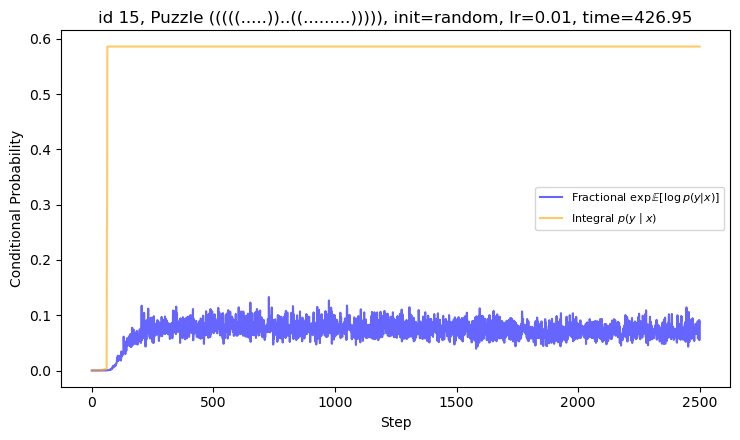 id 15, Puzzle (((((.....))..((.........))))), init=random, lr=0.01, time=426.95
Conditional Probability
0.6
0.5
0.4
0.3
0.2
0.1
0.0
Fractional exp𝔼[log p(y|x)]
Integral p(y | x)
0 500 1000 1500 2000 2500
Step